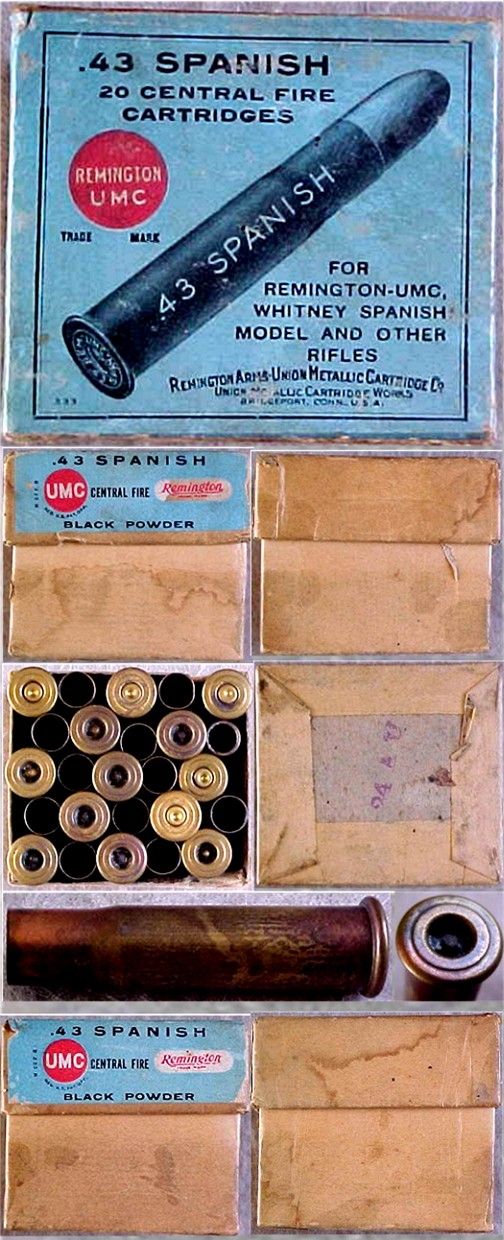 .43 SPANISH
20 CENTRAL FIRE
CARTRIDGES
REMINGTON
UMC
TRADE MARK
.43 SPANISH
FOR
REMINGTON-UMC,
WHITNEY SPANISH
MODEL AND OTHER
RIFLES
REMINGTON ARMS-UNION METALLIC CARTRIDGE CO.
UNION METALLIC CARTRIDGE WORKS
BRIDGEPORT, CONN., U.S.A.
333
.43 SPANISH
UMC
CENTRAL FIRE
Remington
BLACK POWDER
.43 SPANISH
UMC
CENTRAL FIRE
Remington
BLACK POWDER